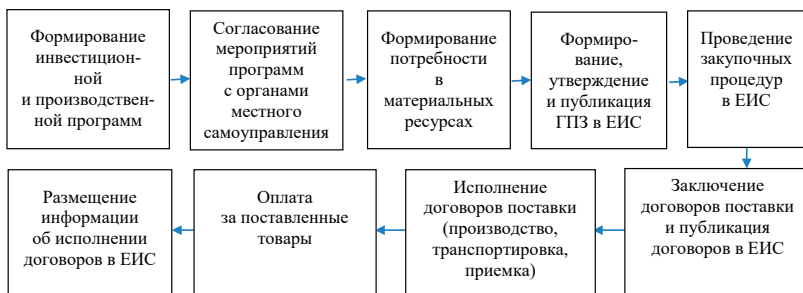 Формирование
инвестицион-
ной
и производствен-
ной программ
Согласование
мероприятий
программ
с органами
местного
самоуправления
Формирование
потребности
в
материальных
ресурсах
Формиро-
вание,
утверждение
и публикация
ГПЗ в ЕИС
Проведение
закупочных
процедур
в ЕИС
Заключение
договоров поставки
и публикация
договоров в ЕИС
Исполнение
договоров поставки
(производство,
транспортировка,
приемка)
Оплата
за поставленные
товары
Размещение
информации
об исполнении
договоров в ЕИС